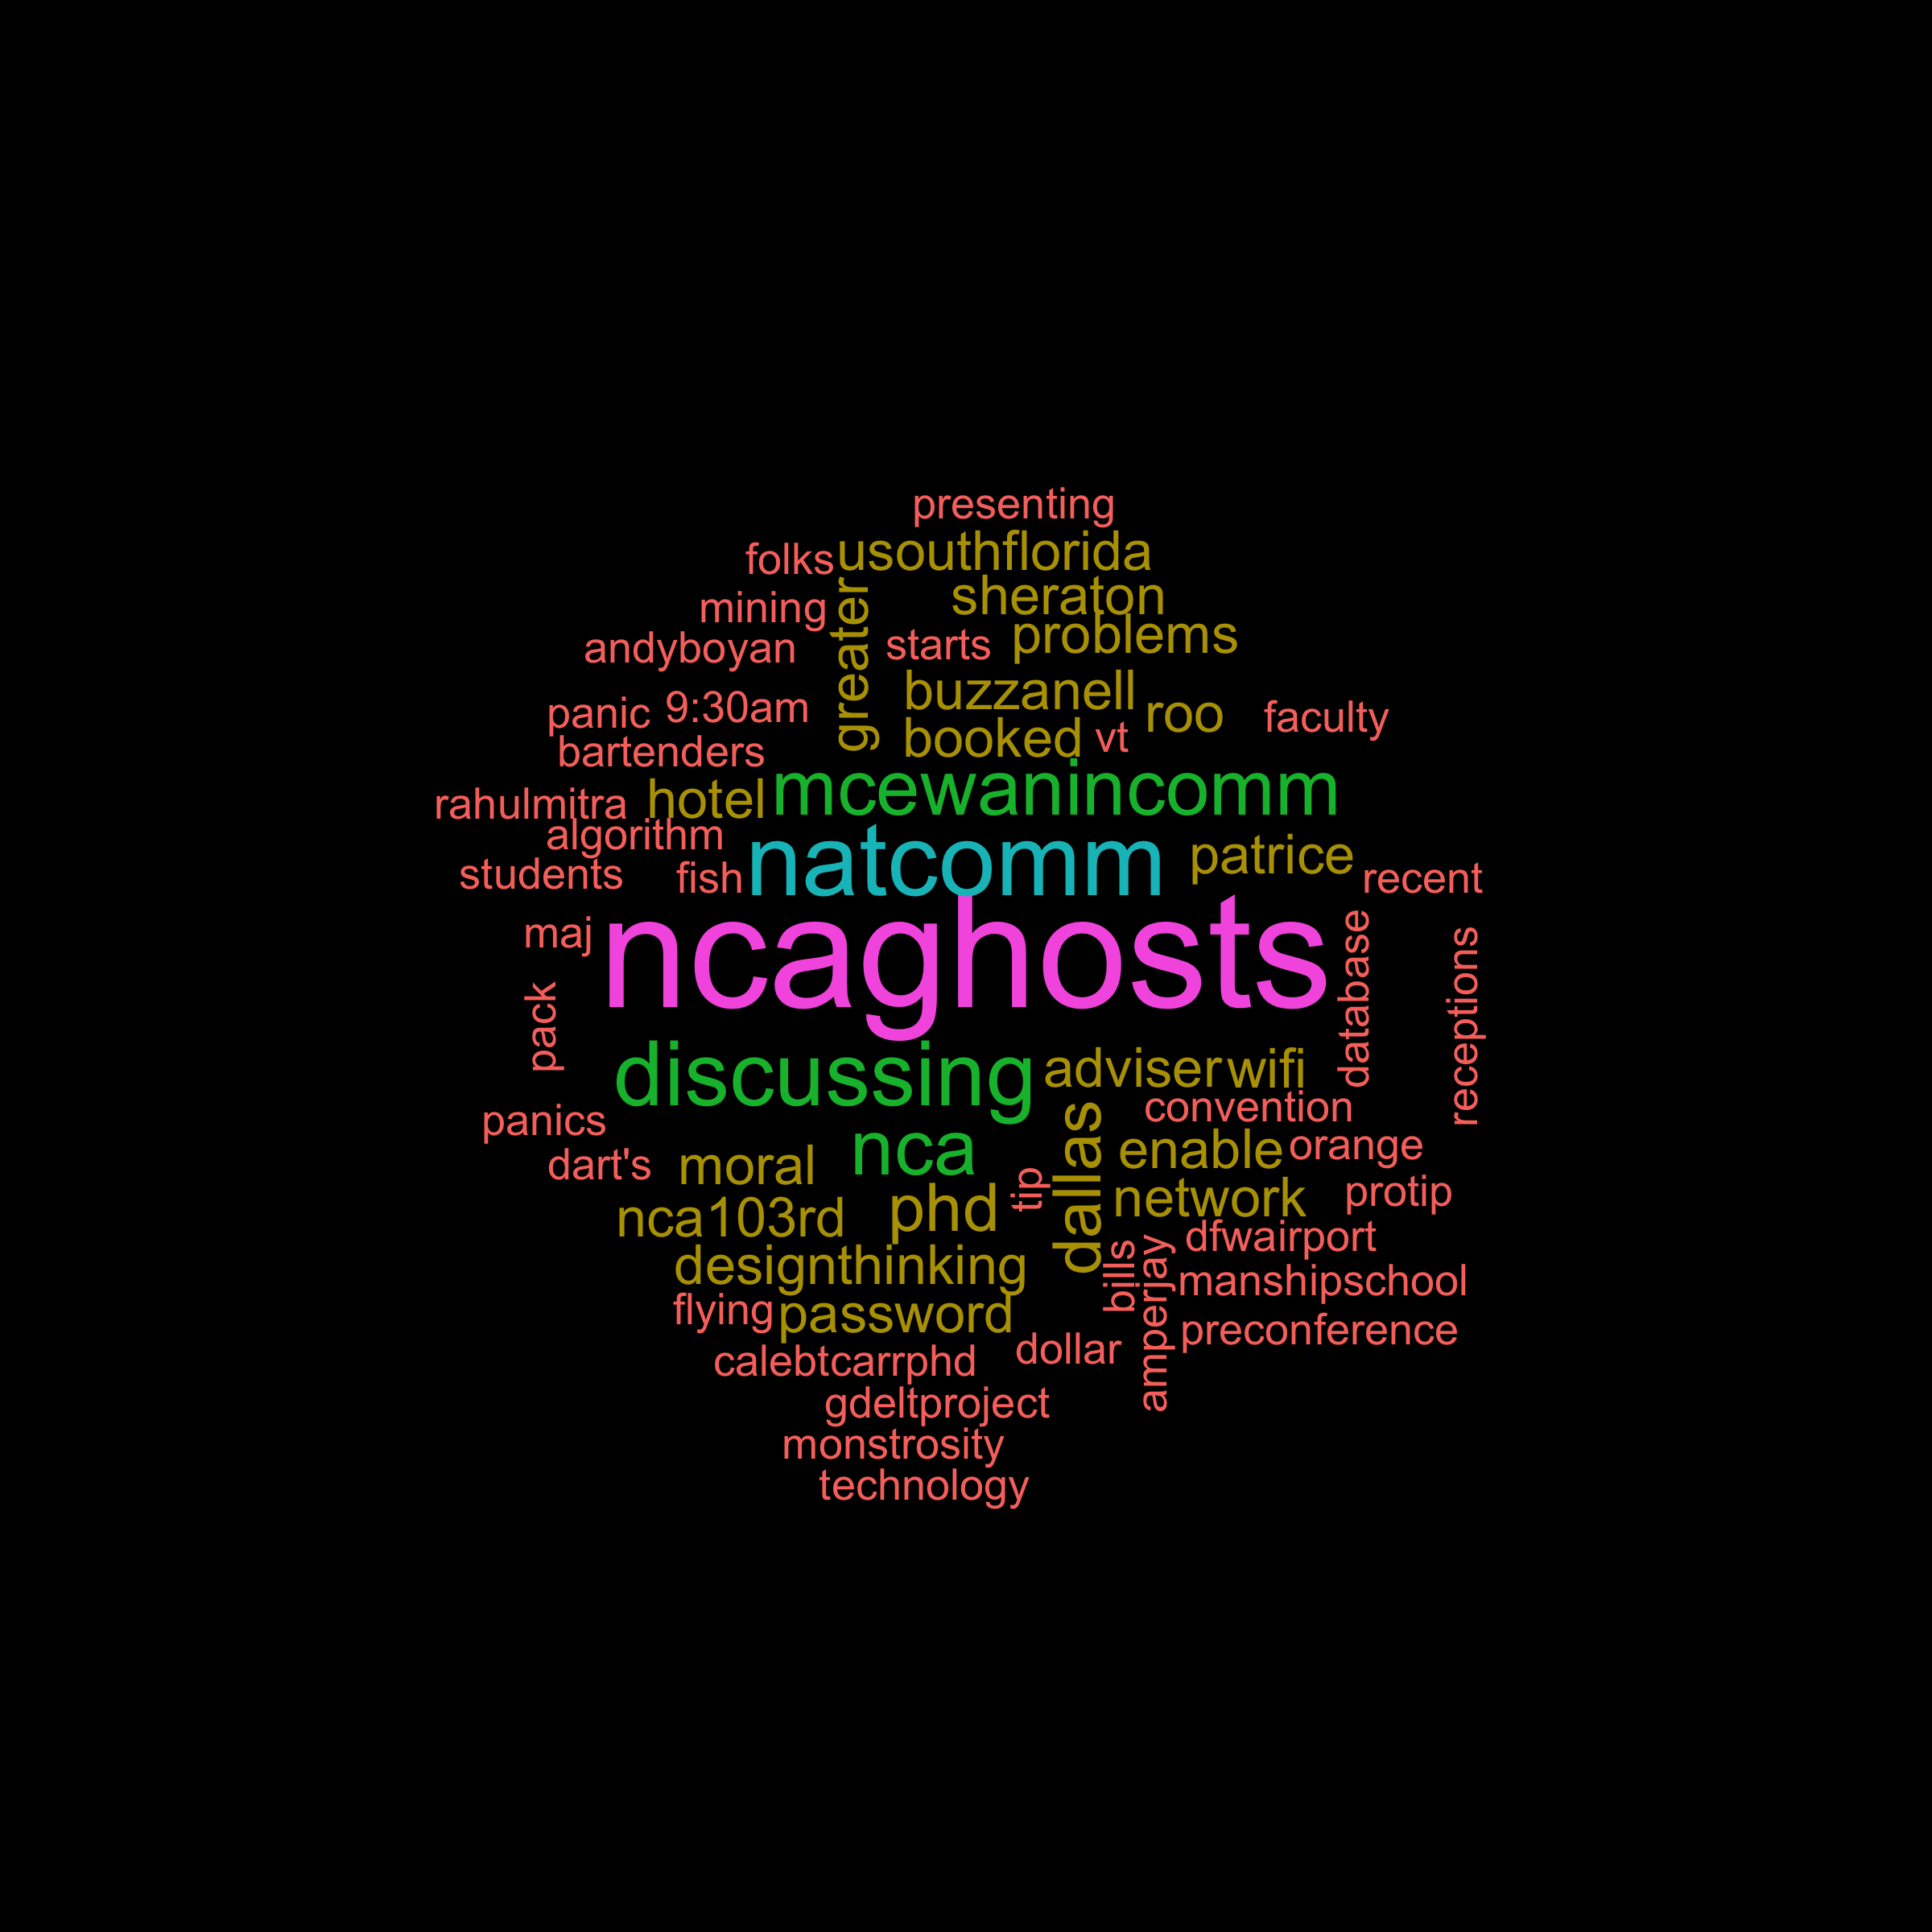 presenting
folks
usouthflorida
sheraton
mining
greater
problems
andyboyan
starts
buzzanell
panic
9:30am
roo
faculty
booked
vt
bartenders
mcewanincomm
hotel
rahulmitra
algorithm
natcomm
patrice
students
fish
recent
maj
ncaghosts
database
receptions
pack
discussing
adviser
wifi
convention
panics
nca
dallas
enable
orange
dart's
moral
tip
network
protip
nca103rd
phd
dfwairport
designthinking
bills
amperjay
manshipschool
flying
password
preconference
dollar
calebtcarrphd
gdeltproject
monstrosity
technology